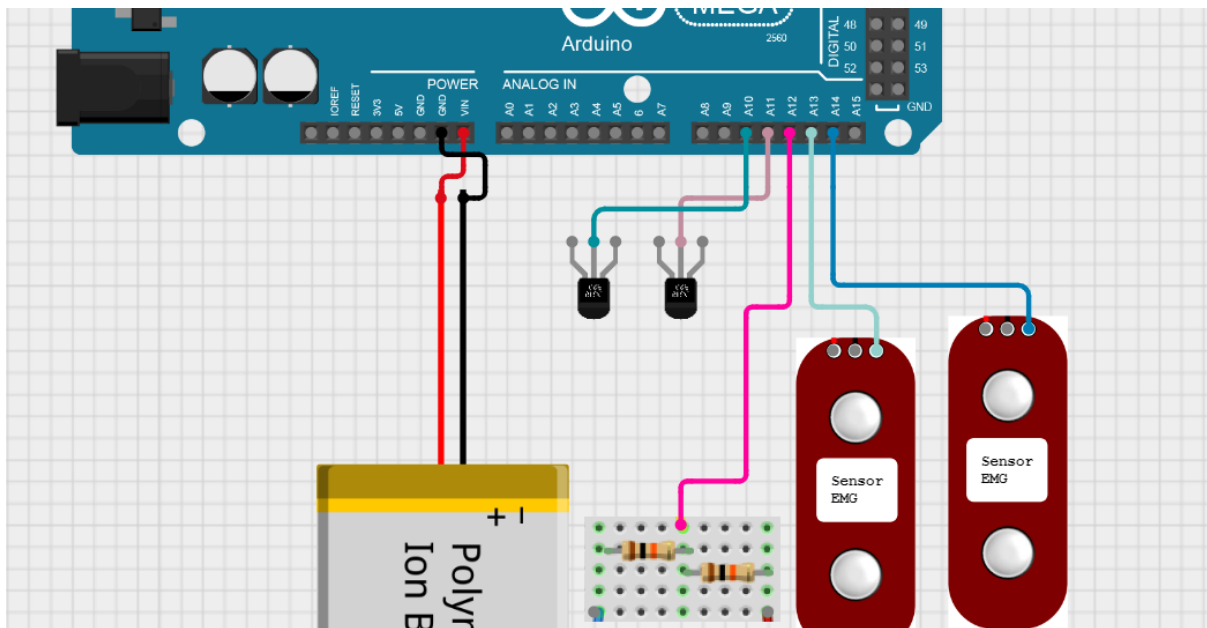 MEGA
2560
Arduino
DIGITAL
48 49
50 51
52 53
GND
POWER
ANALOG IN
IOREF
RESET
3V3
5V
GND
GND
VIN
A0
A1
A2
A3
A4
A5
6
A7
A8
A9
A10
A11
A12
A13
A14
A15
Sensor
EMG
Sensor
EMG
+ −
Polyr
Ion B